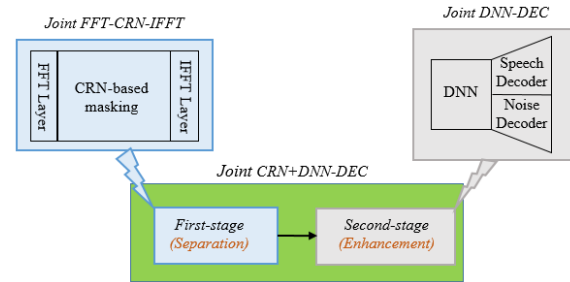 Joint FFT-CRN-IFFT
FFT Layer
CRN-based
masking
IFFT Layer
Joint DNN-DEC
DNN
Speech
Decoder
Noise
Decoder
Joint CRN+DNN-DEC
First-stage
(Separation)
Second-stage
(Enhancement)